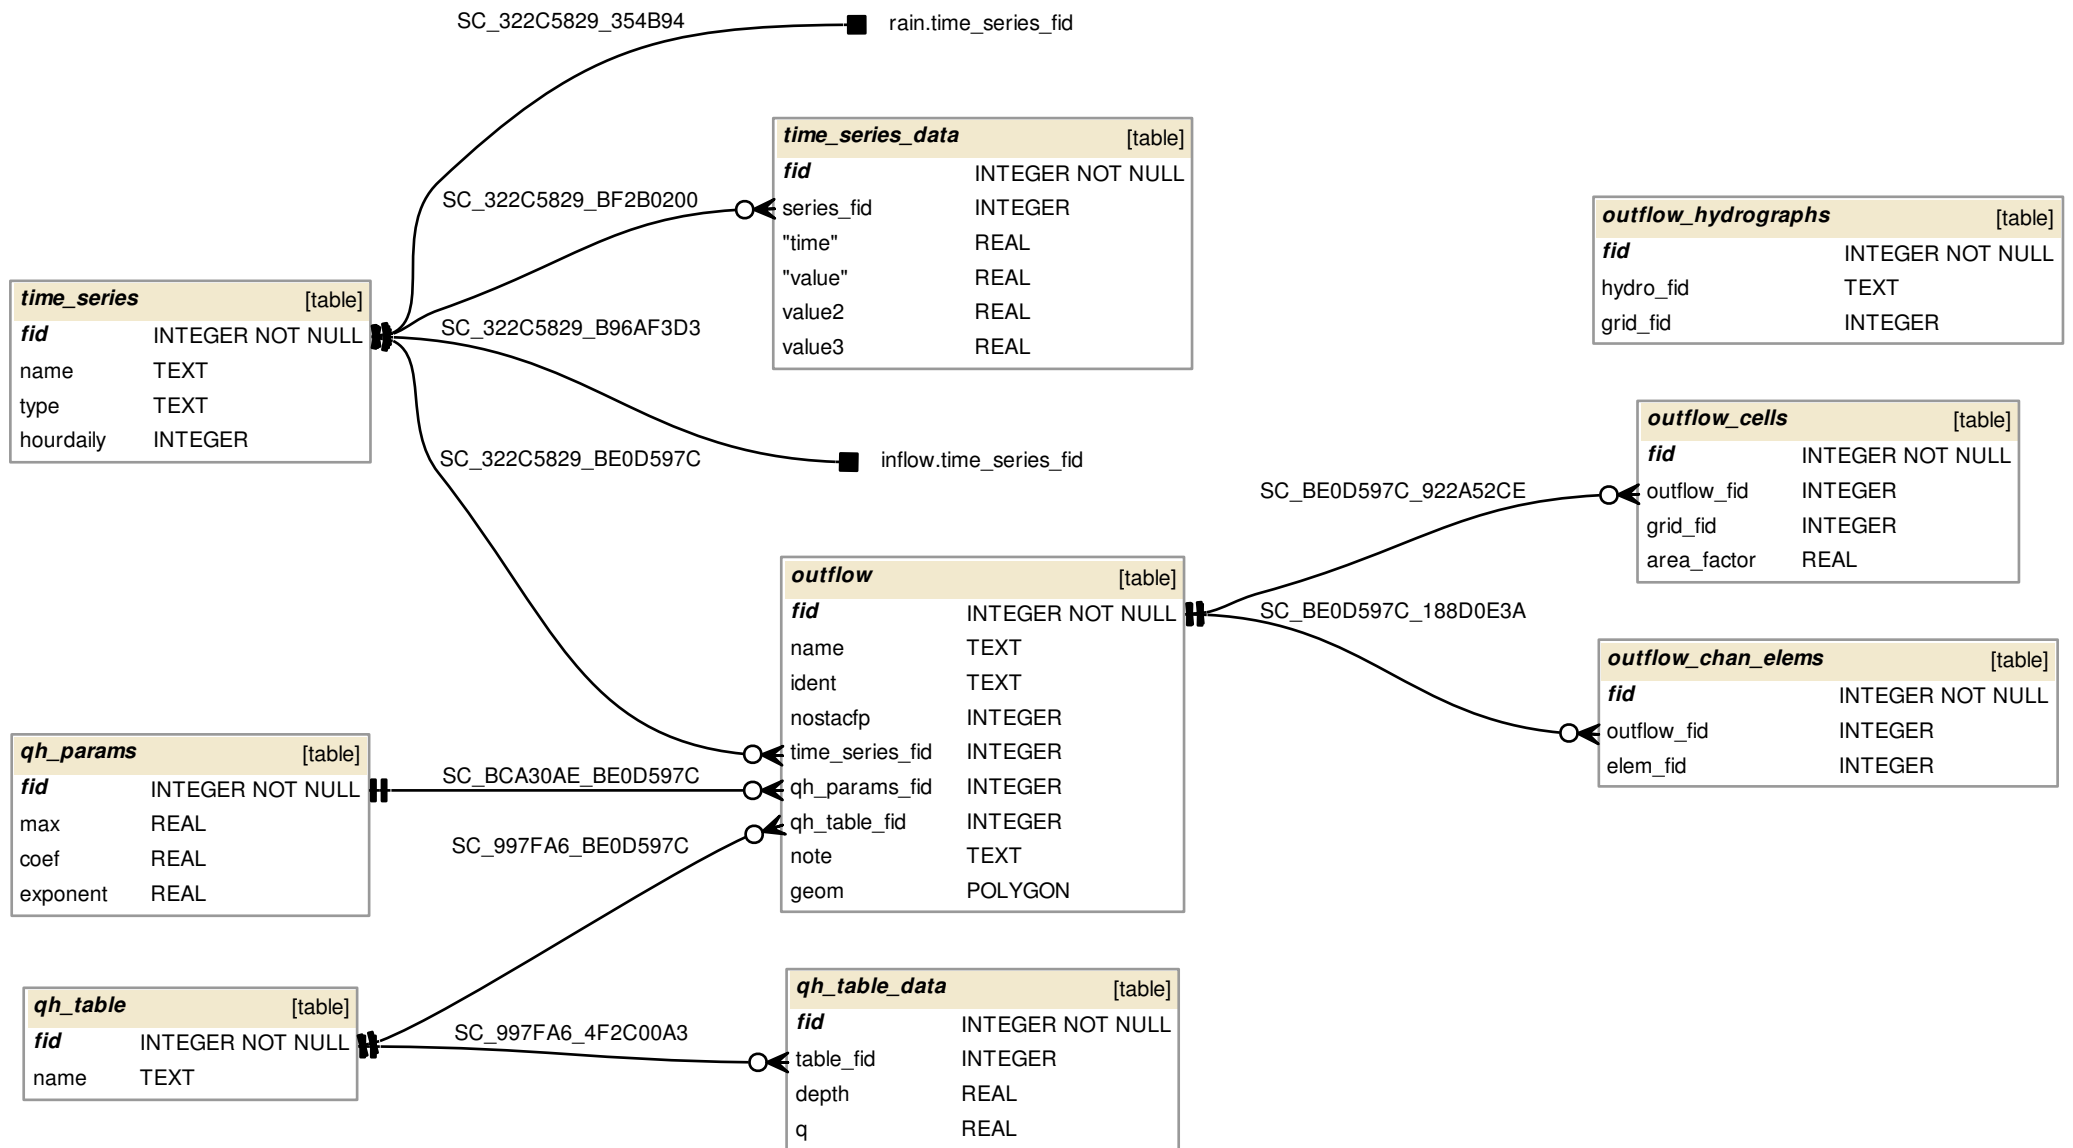 SC_322C5829_354B94
rain.time_series_fid
time_series_data [table]
fid INTEGER NOT NULL
series_fid INTEGER
"time" REAL
"value" REAL
value2 REAL
value3 REAL
SC_322C5829_BF2B0200
outflow_hydrographs [table]
fid INTEGER NOT NULL
hydro_fid TEXT
grid_fid INTEGER
time_series [table]
fid INTEGER NOT NULL
name TEXT
type TEXT
hourdaily INTEGER
SC_322C5829_B96AF3D3
inflow.time_series_fid
SC_322C5829_BE0D597C
outflow_cells [table]
fid INTEGER NOT NULL
outflow_fid INTEGER
grid_fid INTEGER
area_factor REAL
SC_BE0D597C_922A52CE
outflow [table]
fid INTEGER NOT NULL
name TEXT
ident TEXT
nostacfp INTEGER
time_series_fid INTEGER
qh_params_fid INTEGER
qh_table_fid INTEGER
note TEXT
geom POLYGON
SC_BE0D597C_188D0E3A
outflow_chan_elems [table]
fid INTEGER NOT NULL
outflow_fid INTEGER
elem_fid INTEGER
qh_params [table]
fid INTEGER NOT NULL
max REAL
coef REAL
exponent REAL
SC_BCA30AE_BE0D597C
SC_997FA6_BE0D597C
qh_table [table]
fid INTEGER NOT NULL
name TEXT
SC_997FA6_4F2C00A3
qh_table_data [table]
fid INTEGER NOT NULL
table_fid INTEGER
depth REAL
q REAL